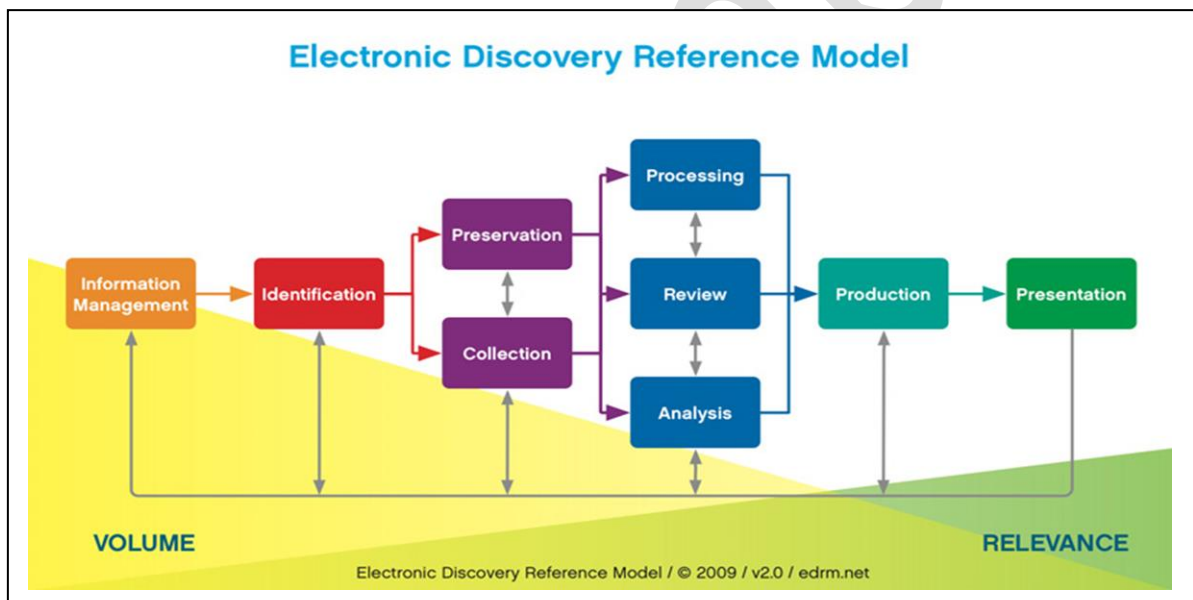 Electronic Discovery Reference Model
Processing
Preservation
Information
Management
Identification
Review
Production
Presentation
Collection
Analysis
VOLUME
RELEVANCE
Electronic Discovery Reference Model / © 2009 / v2.0 / edrm.net